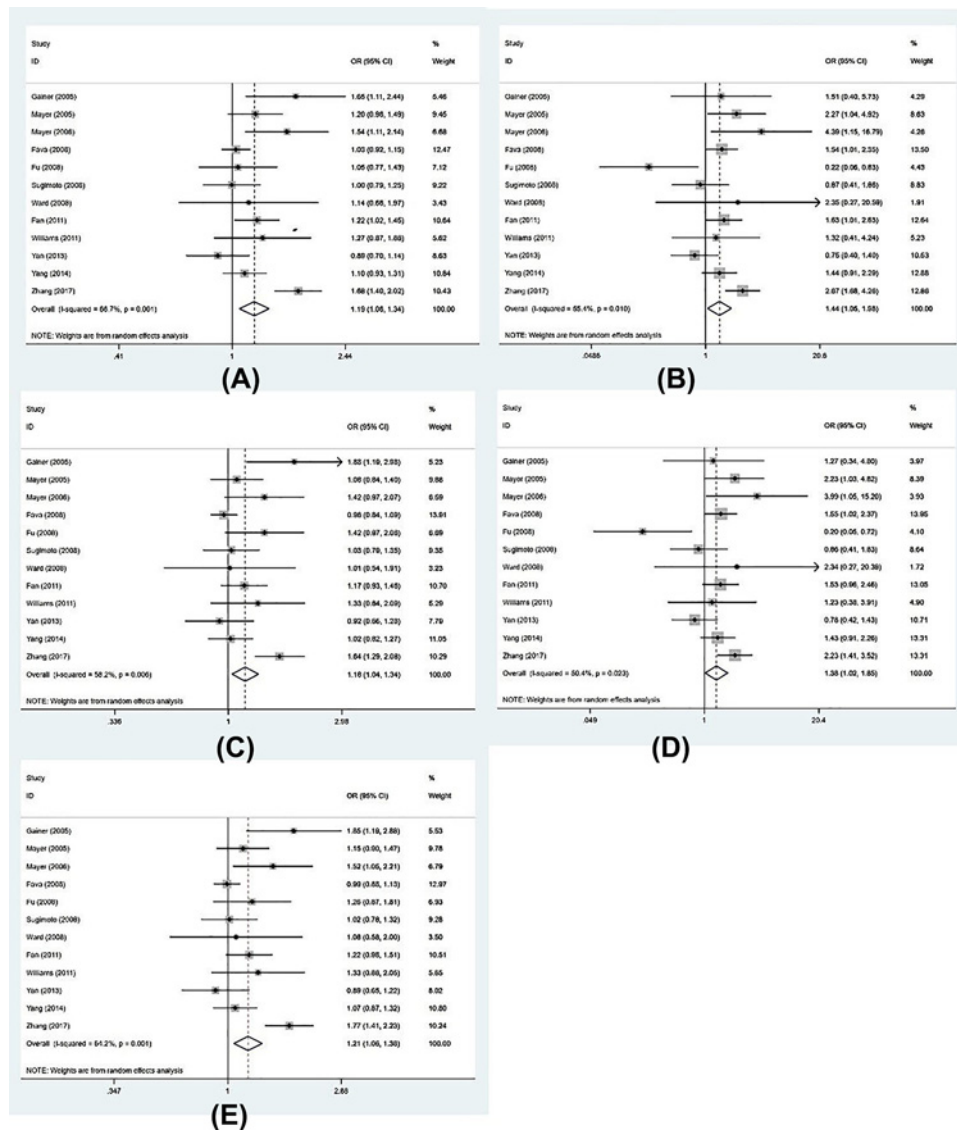 Study %
ID OR (95% CI) Weight
Gainer (2005) 1.65 (1.11, 2.44) 5.46
Mayer (2005) 1.20 (0.96, 1.49) 9.45
Mayer (2006) 1.54 (1.11, 2.14) 6.68
Fava (2008) 1.03 (0.92, 1.15) 12.47
Fu (2008) 1.05 (0.77, 1.43) 7.12
Sugimoto (2008) 1.00 (0.79, 1.25) 9.22
Ward (2008) 1.14 (0.66, 1.97) 3.43
Fan (2011) 1.22 (1.02, 1.45) 10.64
Williams (2011) 1.27 (0.87, 1.86) 5.62
Yan (2013) 0.89 (0.70, 1.14) 8.63
Yang (2014) 1.10 (0.93, 1.31) 10.84
Zhang (2017) 1.68 (1.40, 2.02) 10.43
Overall (I-squared = 66.7%, p = 0.001) 1.19 (1.06, 1.34) 100.00
NOTE: Weights are from random effects analysis
.41 1 2.44
(A)
Study %
ID OR (95% CI) Weight
Gainer (2005) 1.51 (0.40, 5.73) 4.29
Mayer (2005) 2.27 (1.04, 4.92) 8.63
Mayer (2006) 4.39 (1.15, 16.79) 4.26
Fava (2008) 1.54 (1.01, 2.35) 13.50
Fu (2008) 0.22 (0.06, 0.83) 4.43
Sugimoto (2008) 0.87 (0.41, 1.86) 8.83
Ward (2008) 2.35 (0.27, 20.59) 1.91
Fan (2011) 1.63 (1.01, 2.63) 12.64
Williams (2011) 1.32 (0.41, 4.24) 5.23
Yan (2013) 0.75 (0.40, 1.40) 10.53
Yang (2014) 1.44 (0.91, 2.29) 12.88
Zhang (2017) 2.67 (1.68, 4.26) 12.86
Overall (I-squared = 55.4%, p = 0.010) 1.44 (1.05, 1.98) 100.00
NOTE: Weights are from random effects analysis
.0486 1 20.6
(B)
Study %
ID OR (95% CI) Weight
Gainer (2005) 1.88 (1.19, 2.98) 5.23
Mayer (2005) 1.08 (0.84, 1.40) 9.88
Mayer (2006) 1.42 (0.97, 2.07) 6.59
Fava (2008) 0.96 (0.84, 1.09) 13.91
Fu (2008) 1.42 (0.97, 2.08)
Sugimoto (2008) 1.03 (0.79, 1.35) 9.35
Ward (2008) 1.01 (0.54, 1.91) 3.23
Fan (2011) 1.17 (0.93, 1.48) 10.70
Williams (2011) 1.33 (0.84, 2.09) 5.29
Yan (2013) 0.92 (0.66, 1.28) 7.79
Yang (2014) 1.02 (0.82, 1.27) 11.05
Zhang (2017) 1.64 (1.29, 2.08) 10.29
Overall (I-squared = 58.2%, p = 0.006) 1.18 (1.04, 1.34) 100.00
NOTE: Weights are from random effects analysis
.336 1 2.98
(C)
Study %
ID OR (95% CI) Weight
Gainer (2005) 1.27 (0.34, 4.80) 3.97
Mayer (2005) 2.23 (1.03, 4.82) 8.39
Mayer (2006) 3.99 (1.05, 15.20) 3.93
Fava (2008) 1.55 (1.02, 2.37) 13.95
Fu (2008) 0.20 (0.05, 0.72) 4.10
Sugimoto (2008) 0.86 (0.41, 1.83) 8.64
Ward (2008) 2.34 (0.27, 20.39) 1.72
Fan (2011) 1.53 (0.96, 2.46) 13.05
Williams (2011) 1.23 (0.38, 3.91) 4.90
Yan (2013) 0.78 (0.42, 1.43) 10.71
Yang (2014) 1.43 (0.91, 2.26) 13.31
Zhang (2017) 2.23 (1.41, 3.52) 13.31
Overall (I-squared = 50.4%, p = 0.023) 1.38 (1.02, 1.85) 100.00
NOTE: Weights are from random effects analysis
.049 1 20.4
(D)
Study %
ID OR (95% CI) Weight
Gainer (2005) 1.85 (1.19, 2.88) 5.53
Mayer (2005) 1.15 (0.90, 1.47) 9.78
Mayer (2006) 1.52 (1.05, 2.21) 6.79
Fava (2008) 0.99 (0.88, 1.13) 12.97
Fu (2008) 1.26 (0.87, 1.81) 6.93
Sugimoto (2008) 1.02 (0.78, 1.32) 9.28
Ward (2008) 1.08 (0.58, 2.00) 3.50
Fan (2011) 1.22 (0.98, 1.51) 10.51
Williams (2011) 1.33 (0.86, 2.05) 5.65
Yan (2013) 0.89 (0.65, 1.22) 8.02
Yang (2014) 1.07 (0.87, 1.32) 10.80
Zhang (2017) 1.77 (1.41, 2.23) 10.24
Overall (I-squared = 64.2%, p = 0.001) 1.21 (1.06, 1.38) 100.00
NOTE: Weights are from random effects analysis
.347 1 2.88
(E)